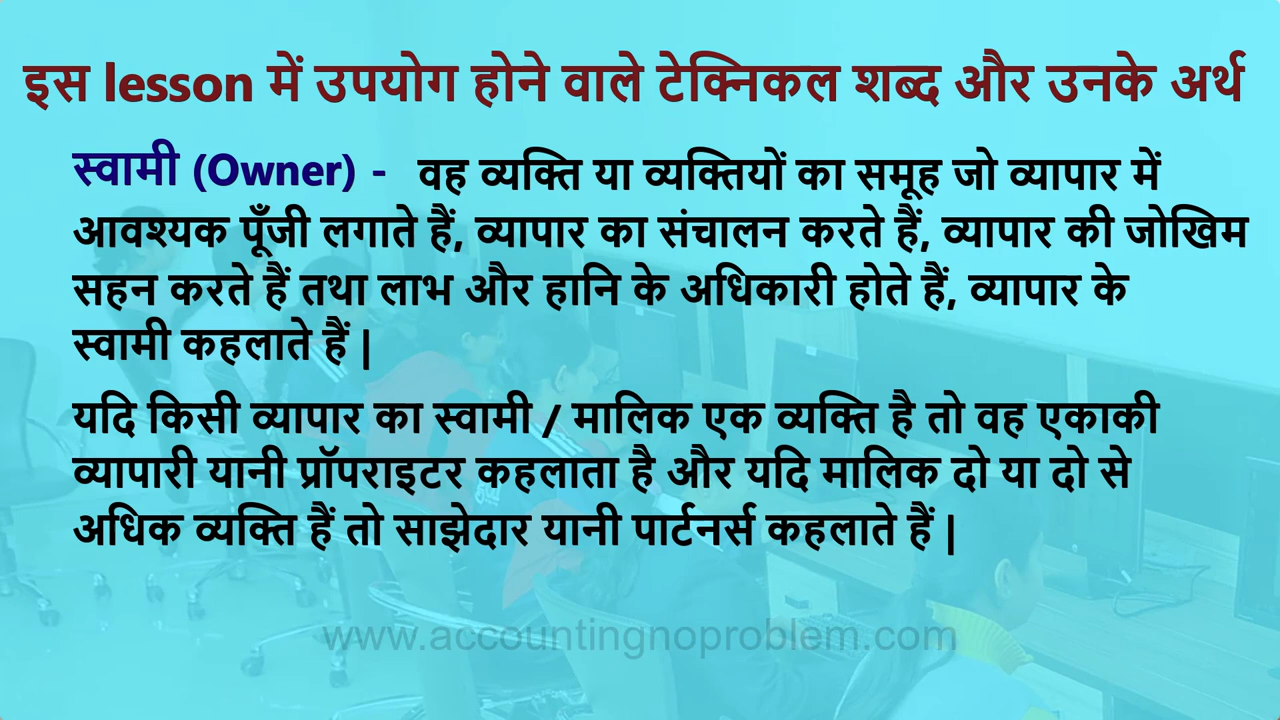 इस lesson में उपयोग होने वाले टेक्निकल शब्द और उनके अर्थ
स्वामी (Owner) - वह व्यक्ति या व्यक्तियों का समूह जो व्यापार में
आवश्यक पूँजी लगाते हैं, व्यापार का संचालन करते हैं, व्यापार की जोखिम
सहन करते हैं तथा लाभ और हानि के अधिकारी होते हैं, व्यापार के
स्वामी कहलाते हैं |
यदि किसी व्यापार का स्वामी / मालिक एक व्यक्ति है तो वह एकाकी
व्यापारी यानी प्रॉपराइटर कहलाता है और यदि मालिक दो या दो से
अधिक व्यक्ति हैं तो साझेदार यानी पार्टनर्स कहलाते हैं |
www.accountingnoproblem.com